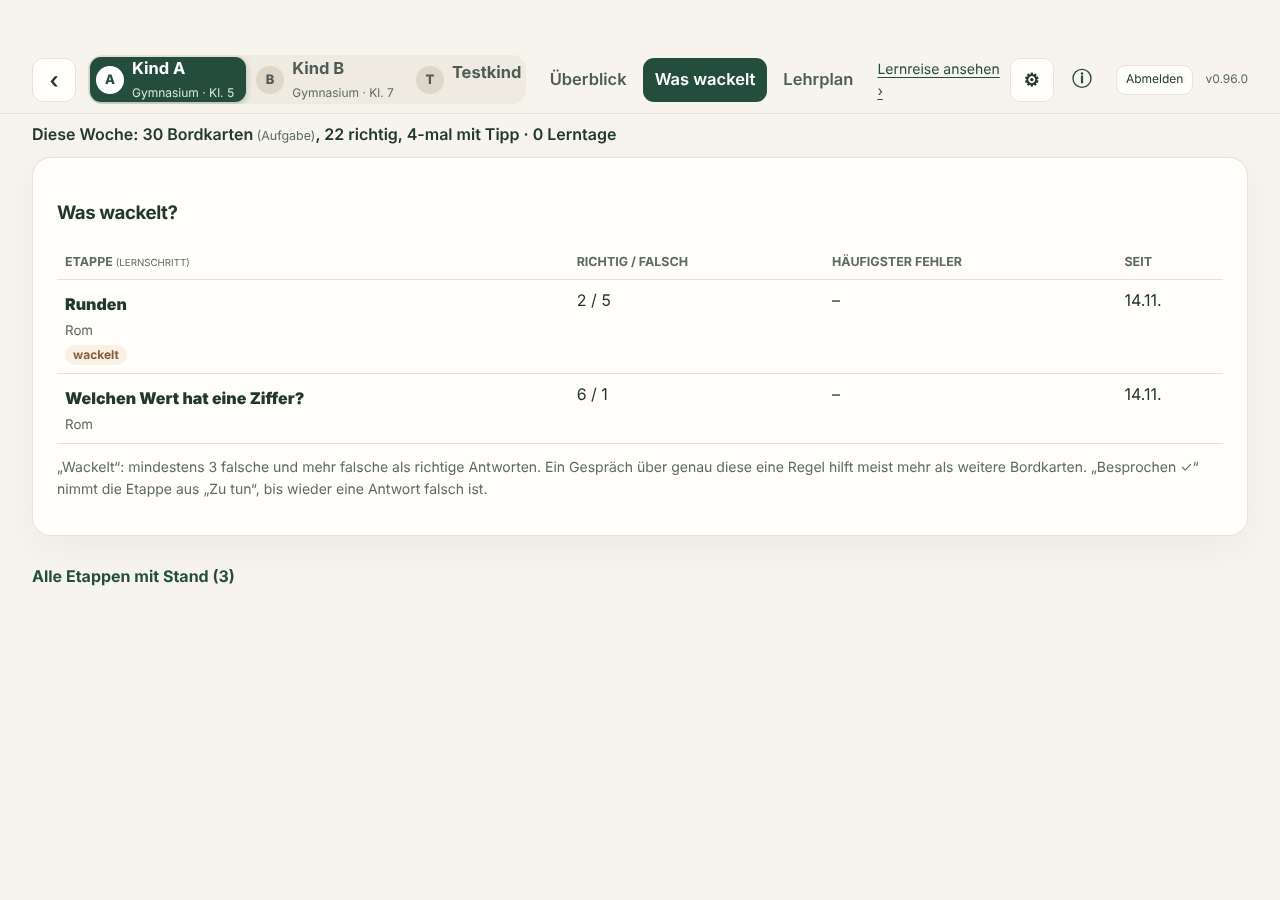 ‹
A
Kind A
Gymnasium · Kl. 5
B
Kind B
Gymnasium · Kl. 7
T
Testkind
Überblick
Was wackelt
Lehrplan
Lernreise ansehen
›
Abmelden
v0.96.0
Diese Woche: 30 Bordkarten (Aufgabe), 22 richtig, 4-mal mit Tipp · 0 Lerntage
Was wackelt?
ETAPPE (LERNSCHRITT) RICHTIG / FALSCH HÄUFIGSTER FEHLER SEIT
Runden 2 / 5 – 14.11.
Rom
wackelt
Welchen Wert hat eine Ziffer? 6 / 1 – 14.11.
Rom
„Wackelt“: mindestens 3 falsche und mehr falsche als richtige Antworten. Ein Gespräch über genau diese eine Regel hilft meist mehr als weitere Bordkarten. „Besprochen ✓“
nimmt die Etappe aus „Zu tun“, bis wieder eine Antwort falsch ist.
Alle Etappen mit Stand (3)